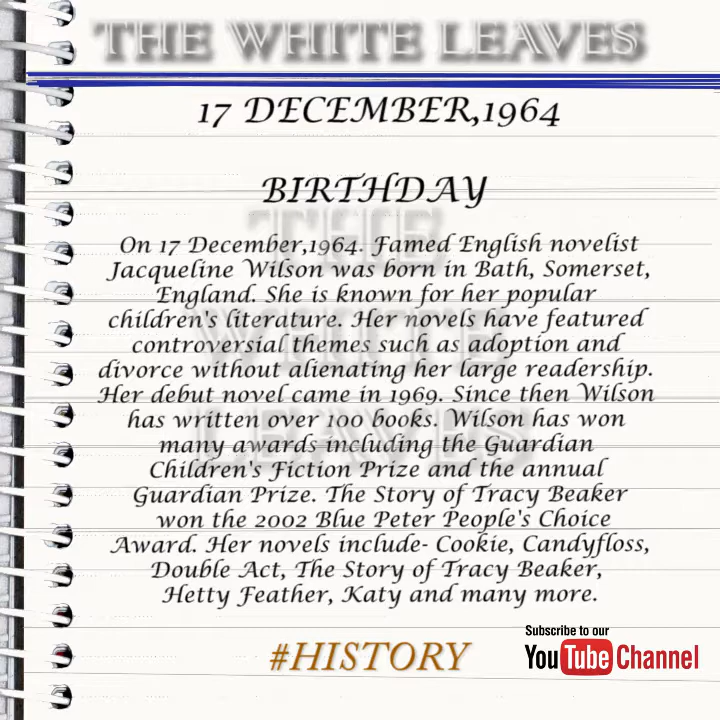 THE WHITE LEAVES
17 DECEMBER,1964
BIRTHDAY
THE
WHITE
LEAVES
On 17 December,1964. Famed English novelist
Jacqueline Wilson was born in Bath, Somerset,
England. She is known for her popular
children's literature. Her novels have featured
controversial themes such as adoption and
divorce without alienating her large readership.
Her debut novel came in 1969. Since then Wilson
has written over 100 books. Wilson has won
many awards including the Guardian
Children's Fiction Prize and the annual
Guardian Prize. The Story of Tracy Beaker
won the 2002 Blue Peter People's Choice
Award. Her novels include- Cookie, Candyfloss,
Double Act, The Story of Tracy Beaker,
Hetty Feather, Katy and many more.
#HISTORY
Subscribe to our
YouTube Channel